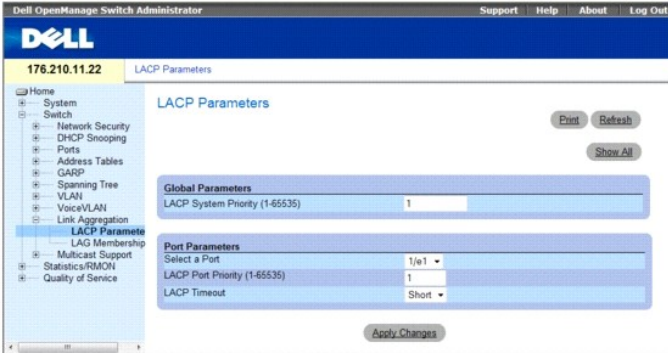 Dell OpenManage Switch Administrator
Support Help About Log Out
DELL
176.210.11.22
LACP Parameters
Home
System
Switch
Network Security
DHCP Snooping
Ports
Address Tables
GARP
Spanning Tree
VLAN
VoiceVLAN
Link Aggregation
LACP Paramete
LAG Membership
Multicast Support
Statistics/RMON
Quality of Service
LACP Parameters
Print Refresh
Show All
Global Parameters
LACP System Priority (1-65535) 1
Port Parameters
Select a Port 1/e1
LACP Port Priority (1-65535) 1
LACP Timeout Short
Apply Changes